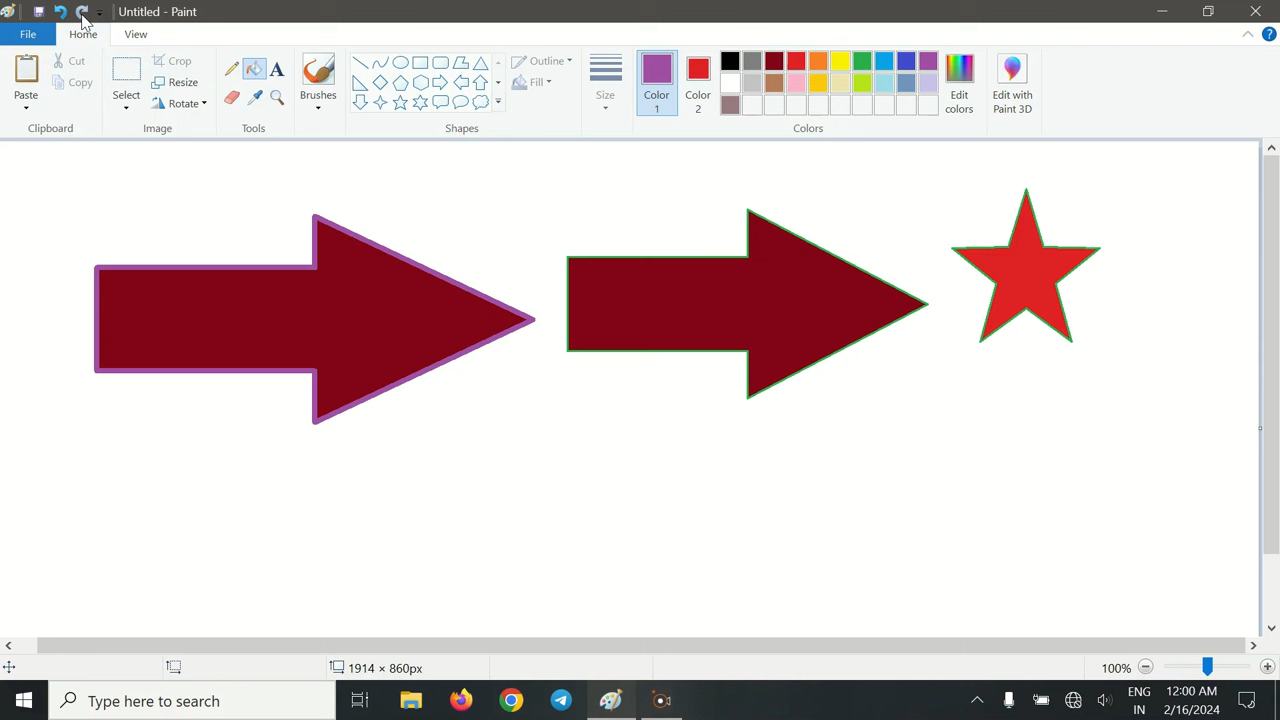 Untitled - Paint
File Home View
Cut Crop Outline
Copy Resize Fill
Paste Select Rotate Brushes Size Color 1 Color 2 Edit colors Edit with Paint 3D
Clipboard Image Tools Shapes Colors
1914 × 860px 100%
Type here to search
ENG 12:00 AM
IN 2/16/2024